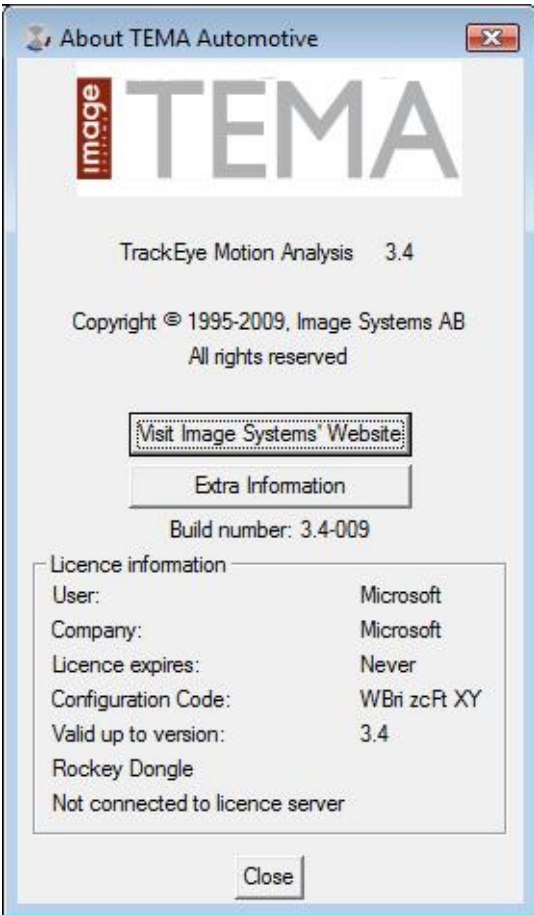 About TEMA Automotive
image SYSTEMS TEMA
TrackEye Motion Analysis 3.4
Copyright © 1995-2009, Image Systems AB
All rights reserved
Visit Image Systems' Website
Extra Information
Build number: 3.4-009
Licence information
User: Microsoft
Company: Microsoft
Licence expires: Never
Configuration Code: WBri zcFt XY
Valid up to version: 3.4
Rockey Dongle
Not connected to licence server
Close